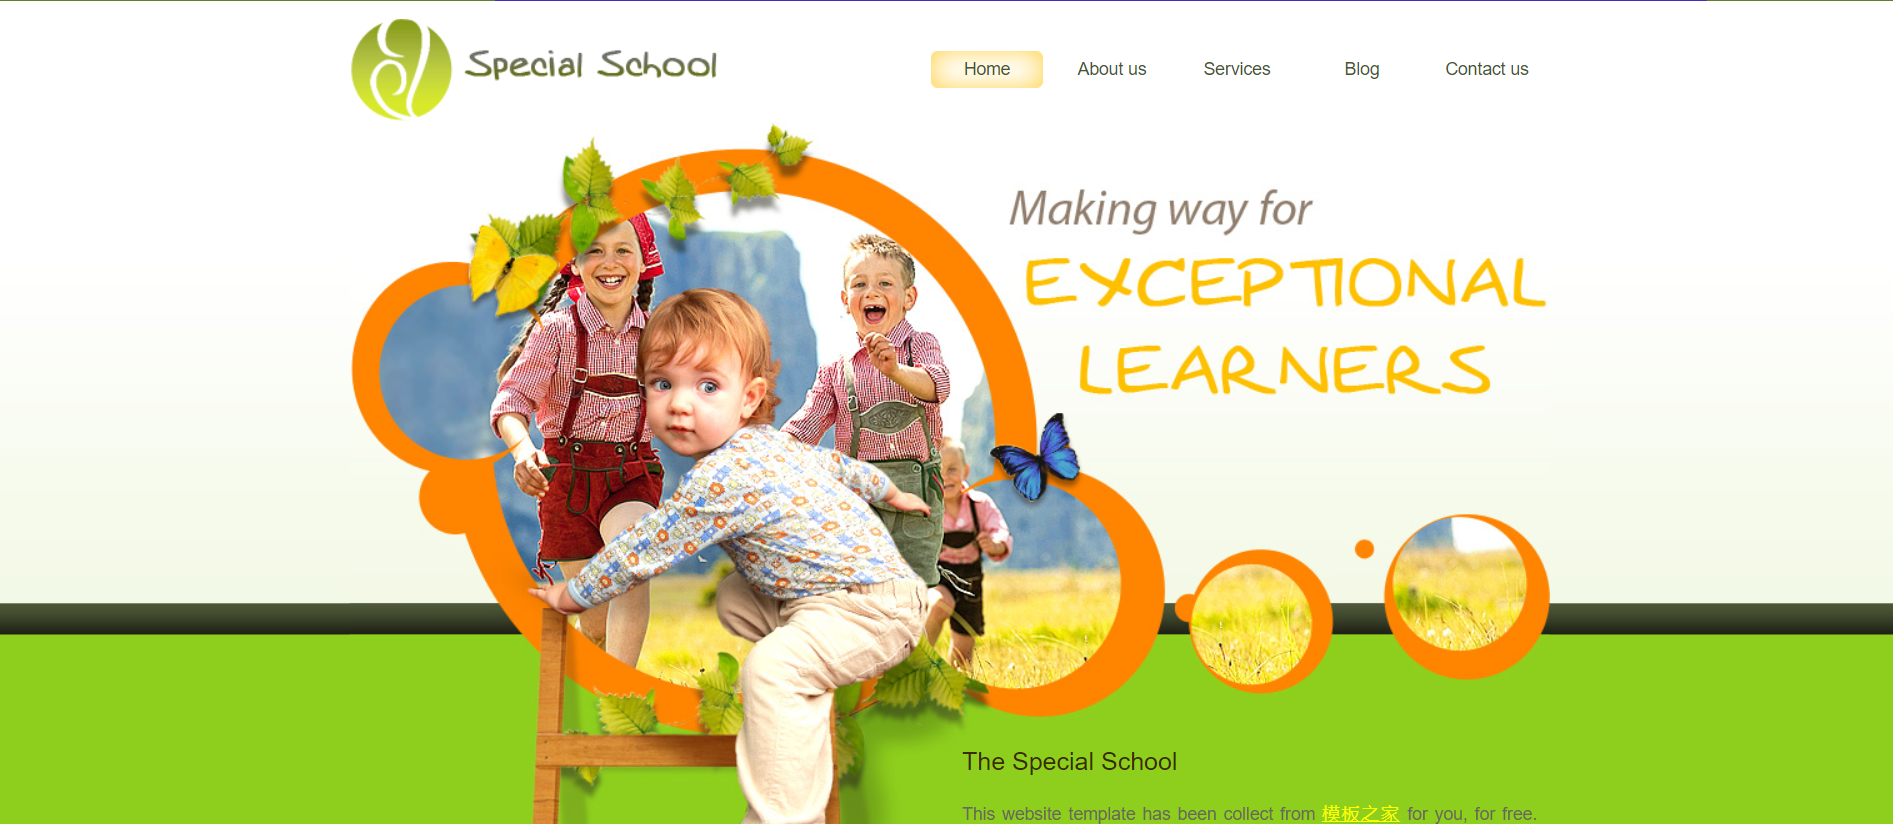 Special School
Home
About us
Services
Blog
Contact us
Making way for
EXCEPTIONAL
LEARNERS
The Special School
This website template has been collect from 模板之家 for you, for free.